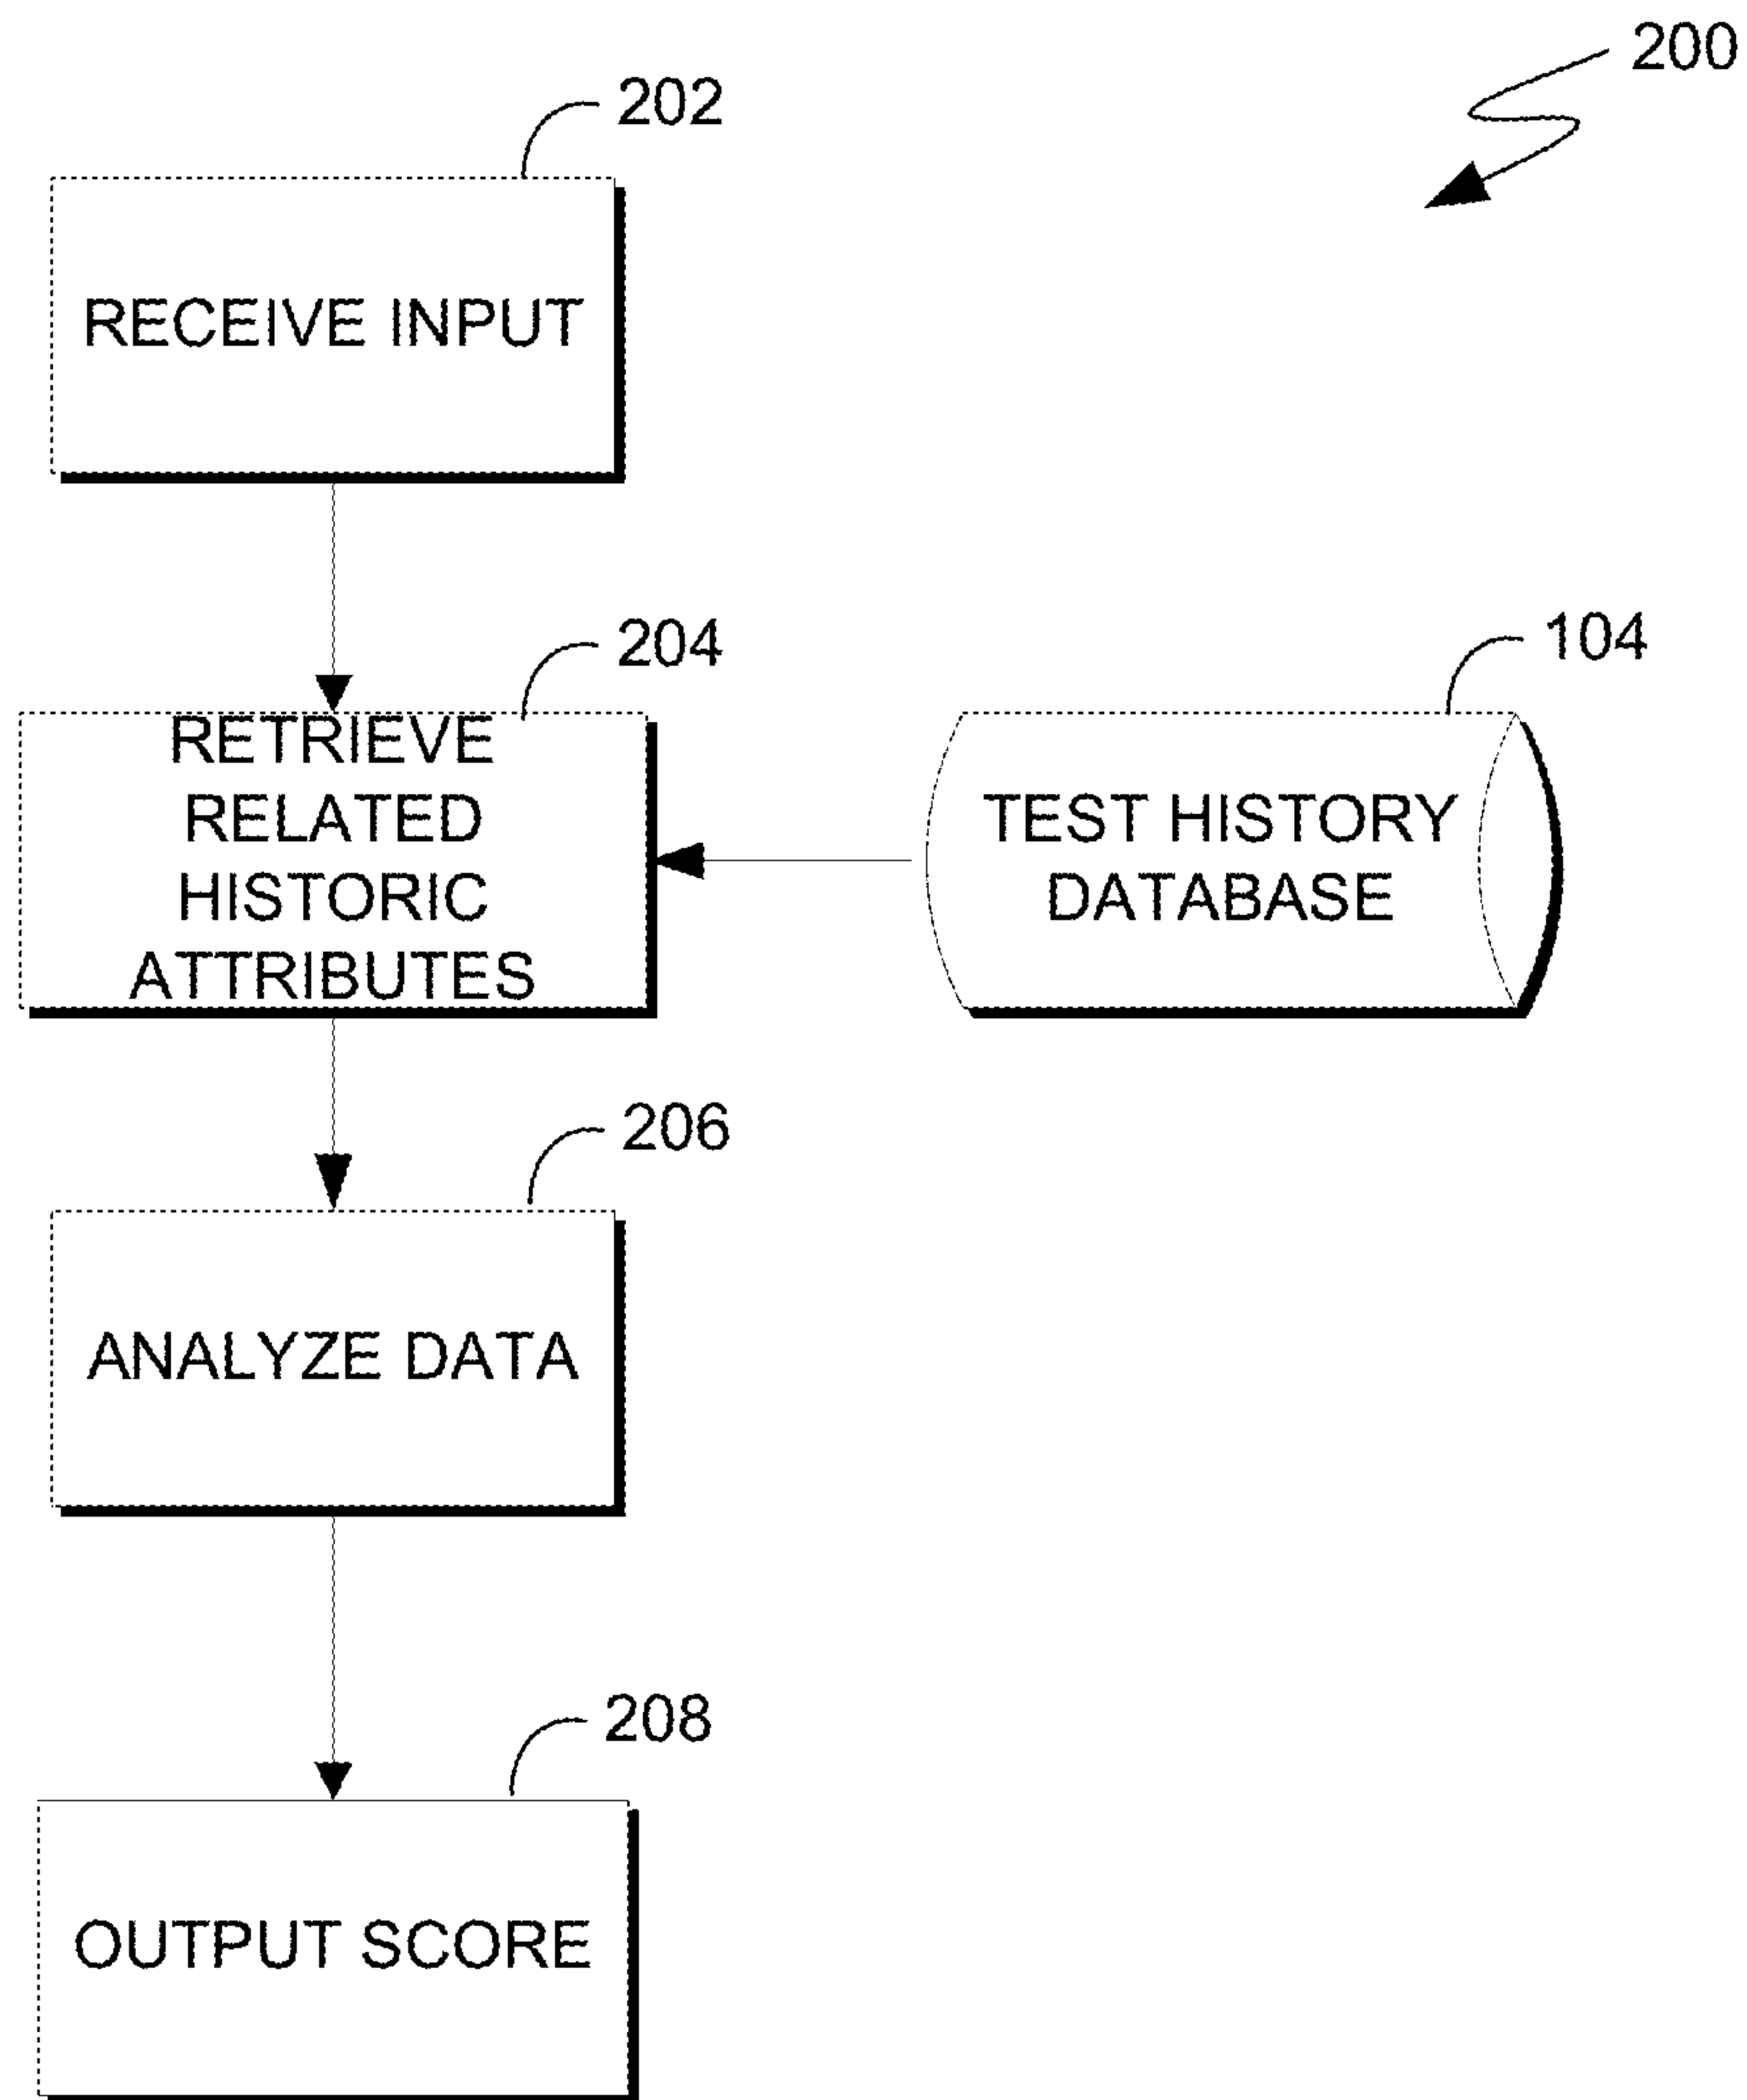 200
202
RECEIVE INPUT
204
RETRIEVE
RELATED
HISTORIC
ATTRIBUTES
104
TEST HISTORY
DATABASE
206
ANALYZE DATA
208
OUTPUT SCORE